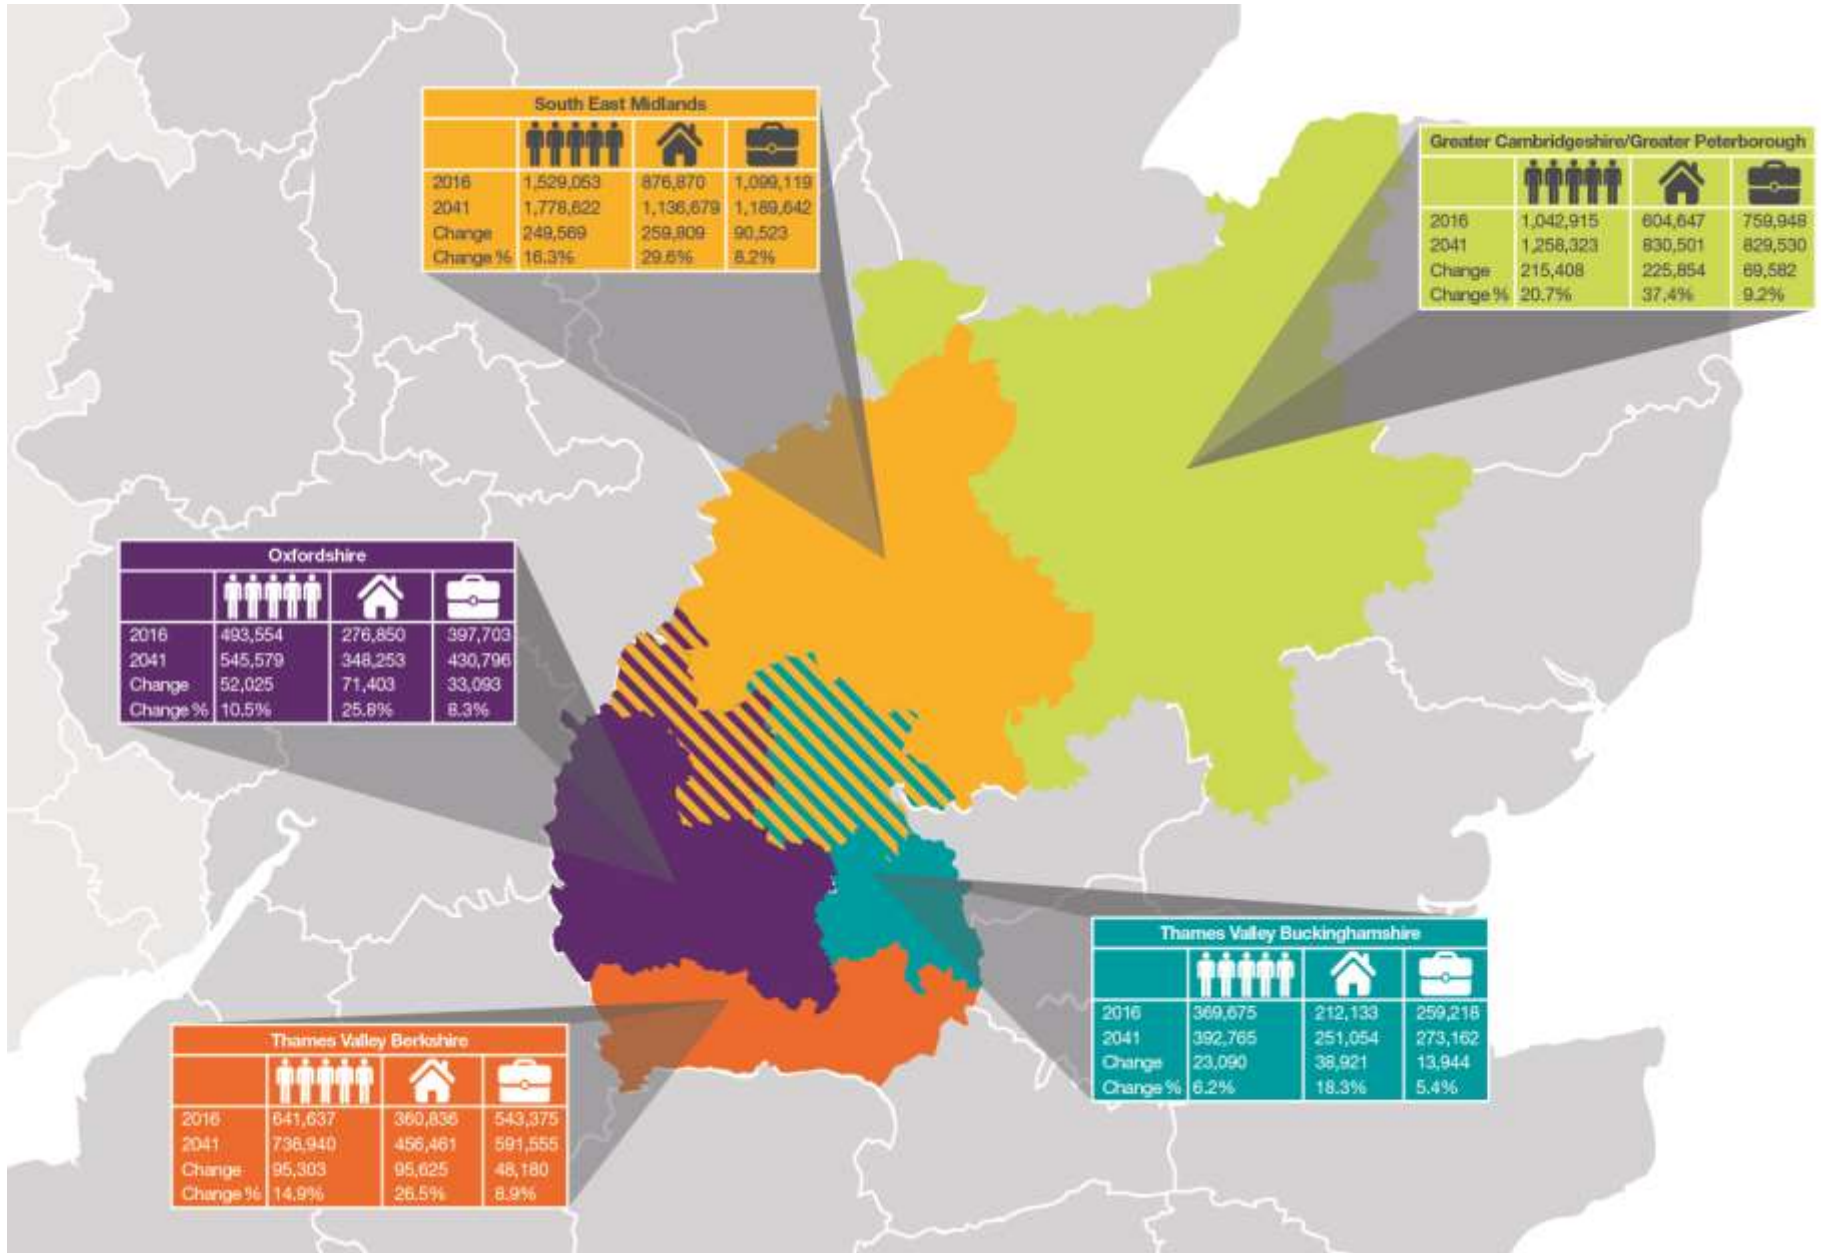 South East Midlands
2016 1,529,053 876,870 1,099,119
2041 1,778,622 1,136,679 1,189,642
Change 249,569 259,809 90,523
Change % 16.3% 29.6% 8.2%
Greater Cambridgeshire/Greater Peterborough
2016 1,042,915 604,647 759,948
2041 1,258,323 830,501 829,530
Change 215,408 225,854 69,582
Change % 20.7% 37.4% 9.2%
Oxfordshire
2016 493,554 276,850 397,703
2041 545,579 348,253 430,796
Change 52,025 71,403 33,093
Change % 10.5% 25.8% 8.3%
Thames Valley Buckinghamshire
2016 369,675 212,133 259,218
2041 392,765 251,054 273,162
Change 23,090 38,921 13,944
Change % 6.2% 18.3% 5.4%
Thames Valley Berkshire
2016 641,637 360,836 543,375
2041 736,940 456,461 591,555
Change 95,303 95,625 48,180
Change % 14.9% 26.5% 8.9%